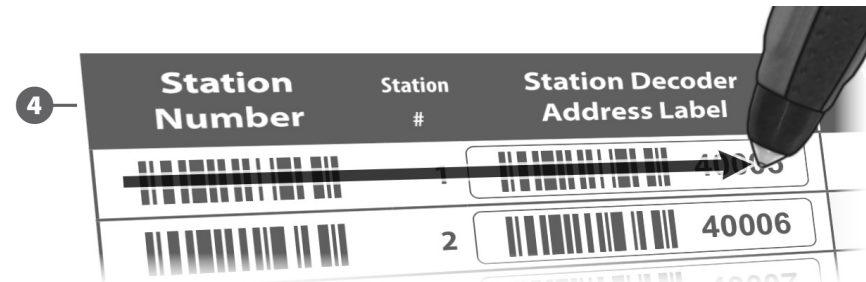 4
Station Number
Station #
Station Decoder Address Label
1
2 40006